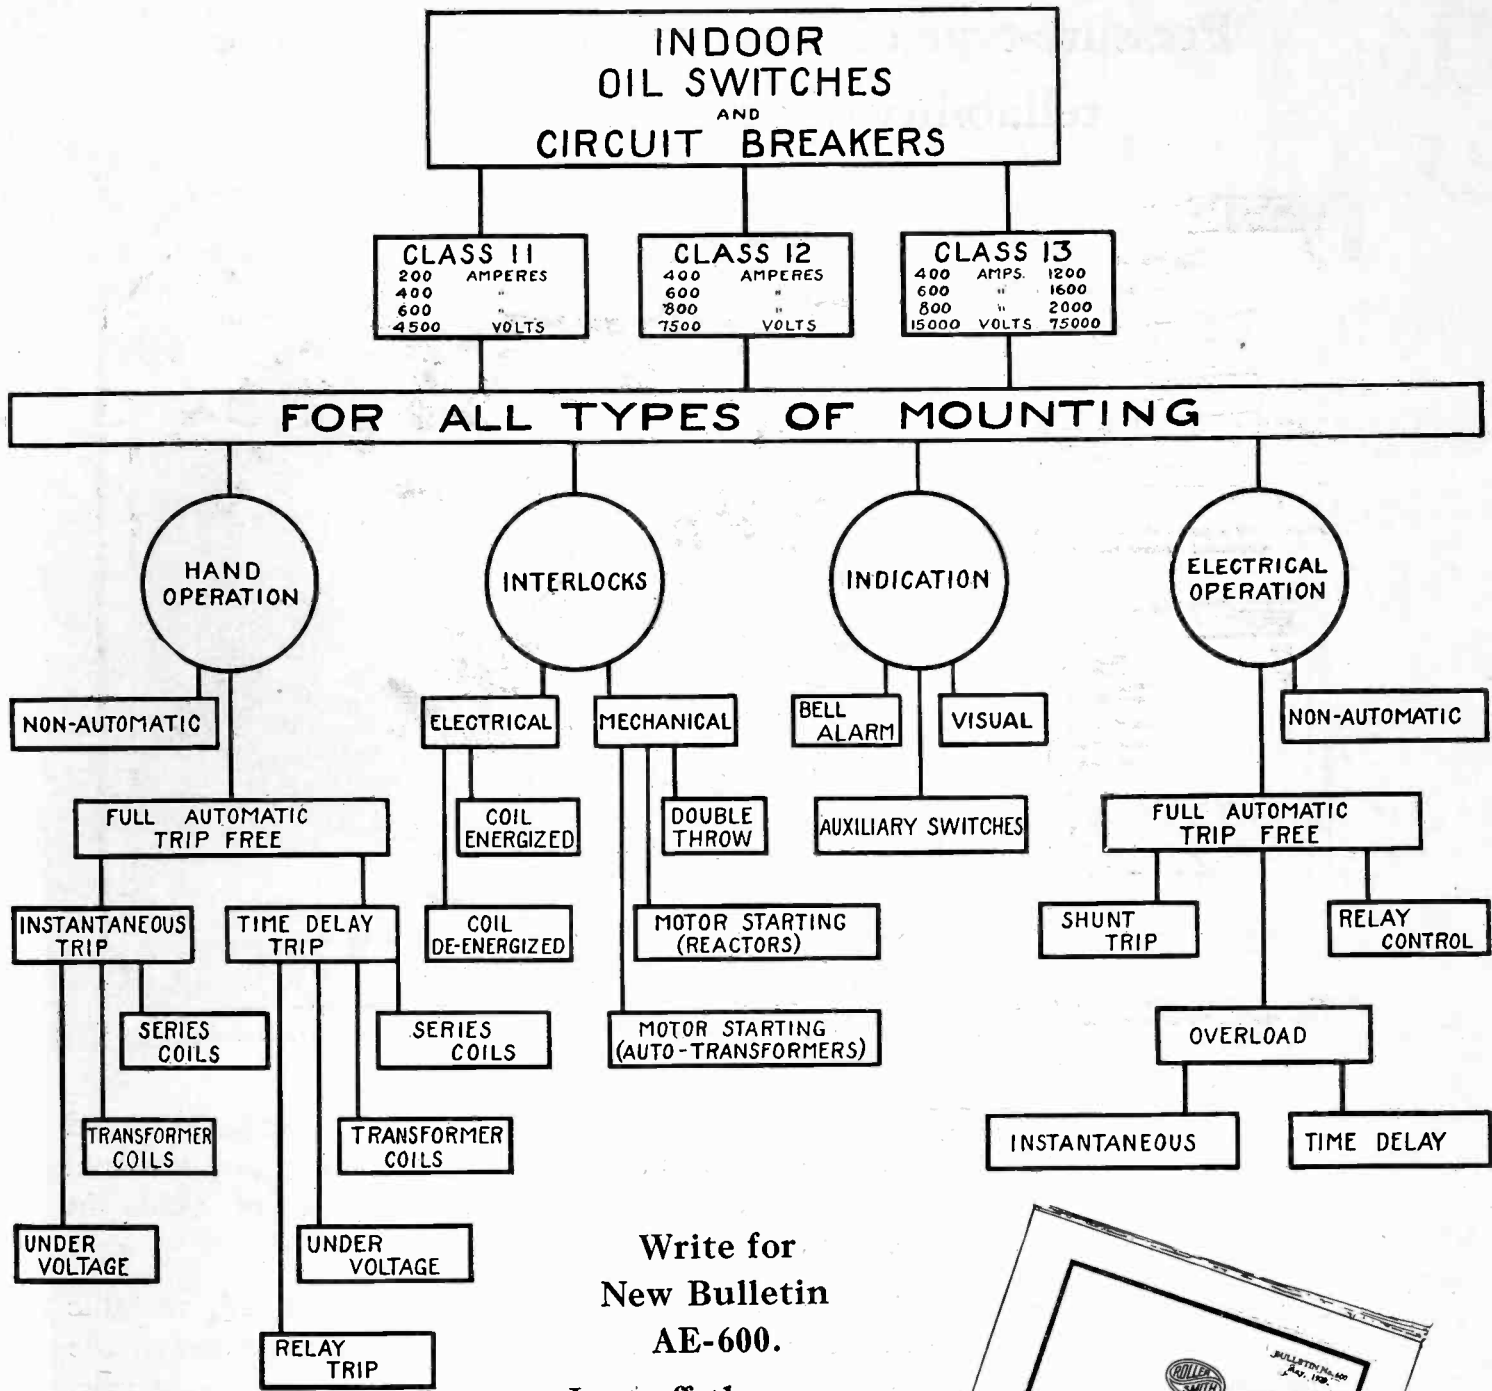 INDOOR
OIL SWITCHES
AND
CIRCUIT BREAKERS
CLASS 11
200 AMPERES
400 "
600 "
4500 VOLTS
CLASS 12
400 AMPERES
600 "
800 "
7500 VOLTS
CLASS 13
400 AMPS. 1200
600 " 1600
800 " 2000
15000 VOLTS 75000
FOR ALL TYPES OF MOUNTING
HAND
OPERATION
INTERLOCKS
INDICATION
ELECTRICAL
OPERATION
NON-AUTOMATIC
ELECTRICAL
MECHANICAL
BELL
ALARM
VISUAL
NON-AUTOMATIC
FULL AUTOMATIC
TRIP FREE
COIL
ENERGIZED
DOUBLE
THROW
AUXILIARY SWITCHES
FULL AUTOMATIC
TRIP FREE
INSTANTANEOUS
TRIP
TIME DELAY
TRIP
COIL
DE-ENERGIZED
MOTOR STARTING
(REACTORS)
SHUNT
TRIP
RELAY
CONTROL
SERIES
COILS
SERIES
COILS
MOTOR STARTING
(AUTO-TRANSFORMERS)
OVERLOAD
TRANSFORMER
COILS
TRANSFORMER
COILS
INSTANTANEOUS
TIME DELAY
UNDER
VOLTAGE
UNDER
VOLTAGE
RELAY
TRIP
Write for
New Bulletin
AE-600.
BULLETIN No. 600
ROLLER
SMITH